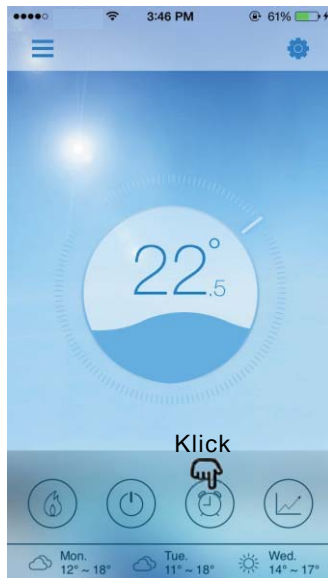 3:46 PM 61%
22°.5
Klick
Mon. Tue. Wed.
12° ~ 18° 11° ~ 18° 14° ~ 17°